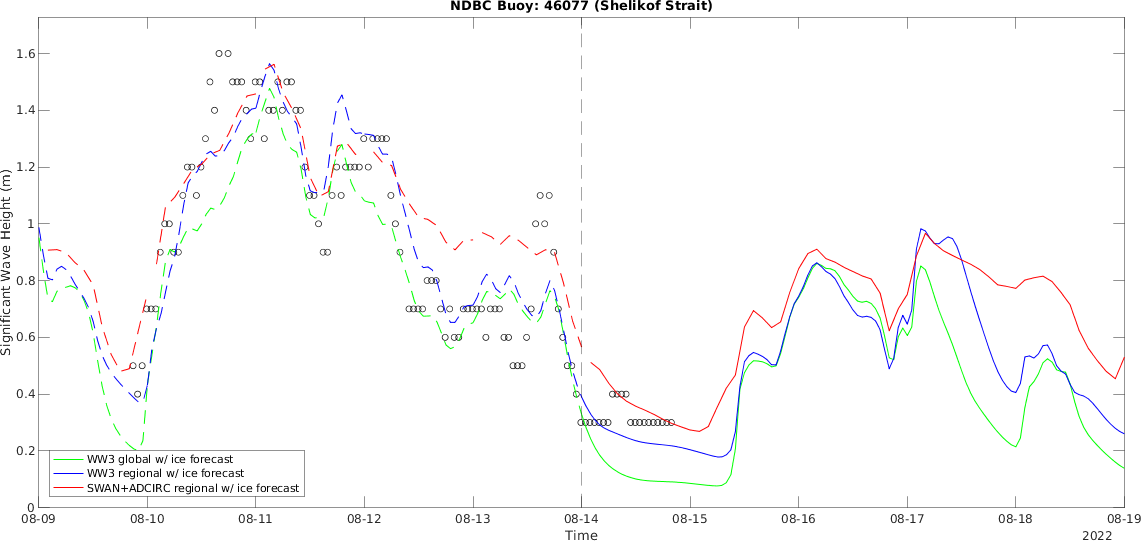 NDBC Buoy: 46077 (Shelikof Strait)
Significant Wave Height (m)
1.6
1.4
1.2
1
0.8
0.6
0.4
0.2
0
WW3 global w/ ice forecast
WW3 regional w/ ice forecast
SWAN+ADCIRC regional w/ ice forecast
08-09 08-10 08-11 08-12 08-13 08-14 08-15 08-16 08-17 08-18 08-19
Time
2022